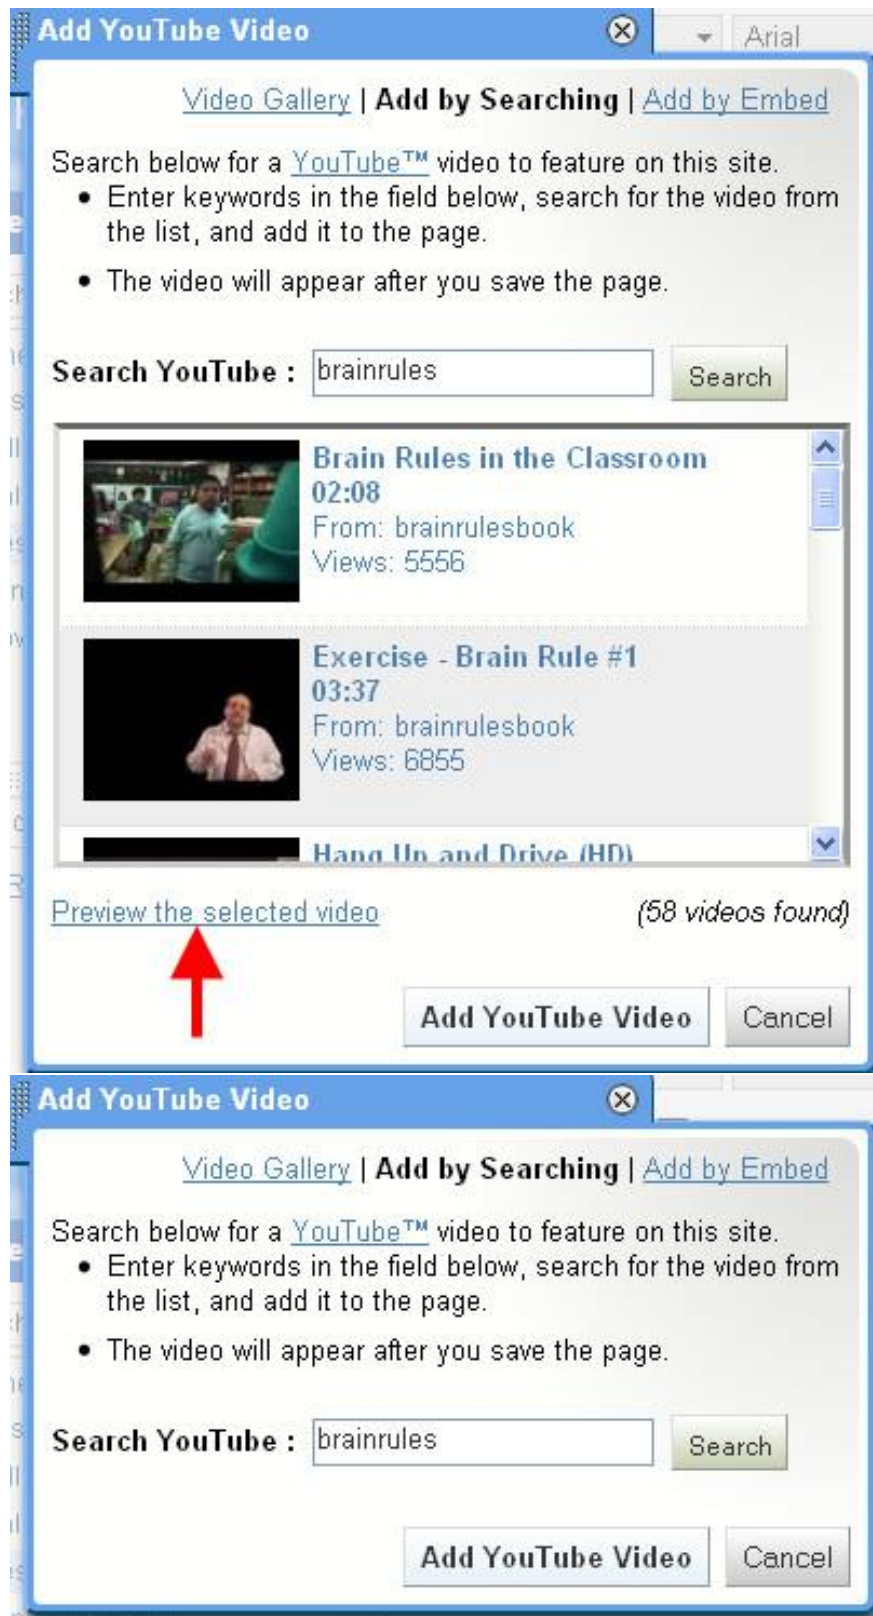 Add YouTube Video
Arial
Video Gallery | Add by Searching | Add by Embed
Search below for a YouTube™ video to feature on this site.
• Enter keywords in the field below, search for the video from
the list, and add it to the page.
• The video will appear after you save the page.
Search YouTube : brainrules Search
Brain Rules in the Classroom
02:08
From: brainrulesbook
Views: 5556
Exercise - Brain Rule #1
03:37
From: brainrulesbook
Views: 6855
Hang Up and Drive (HD)
Preview the selected video (58 videos found)
Add YouTube Video Cancel
Add YouTube Video
Video Gallery | Add by Searching | Add by Embed
Search below for a YouTube™ video to feature on this site.
• Enter keywords in the field below, search for the video from
the list, and add it to the page.
• The video will appear after you save the page.
Search YouTube : brainrules Search
Add YouTube Video Cancel